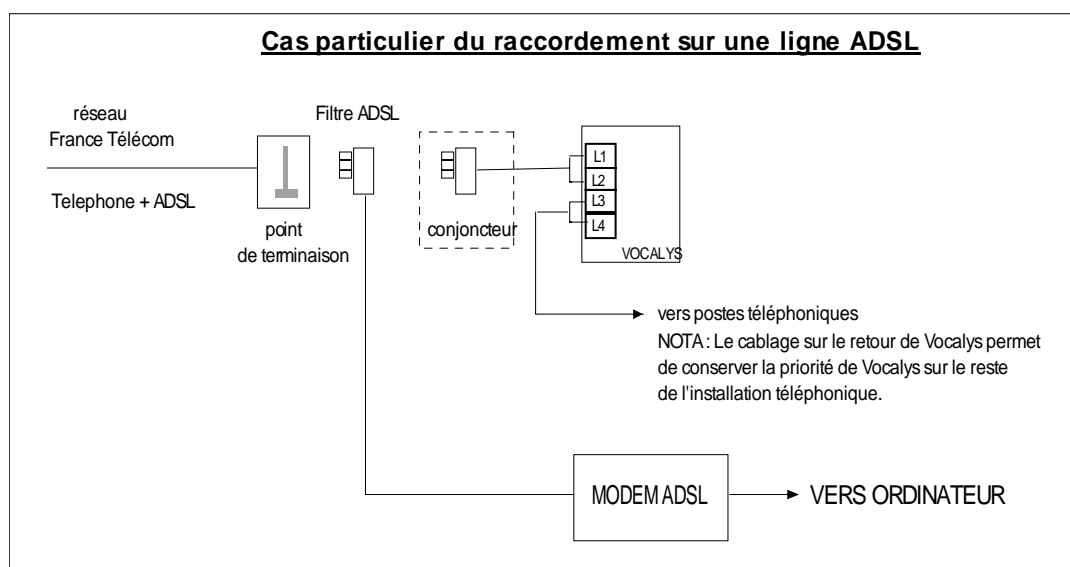 Cas particulier du raccordement sur une ligne ADSL
réseau
France Télécom
Telephone + ADSL
point
de terminaison
Filtre ADSL
conjoncteur
L1
L2
L3
L4
VOCALYS
vers postes téléphoniques
NOTA : Le cablage sur le retour de Vocalys permet
de conserver la priorité de Vocalys sur le reste
de l'installation téléphonique.
MODEM ADSL
VERS ORDINATEUR